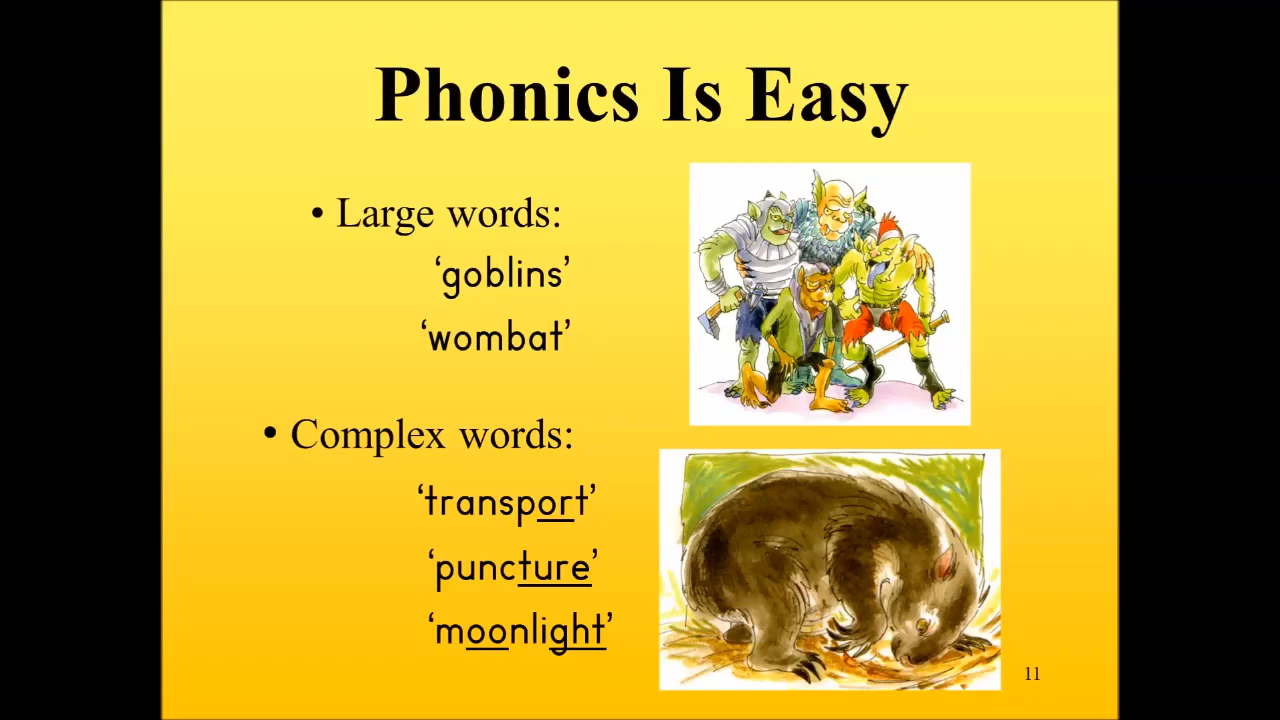 Phonics Is Easy
• Large words:
‘goblins’
‘wombat’
• Complex words:
‘transport’
‘puncture’
‘moonlight’
11